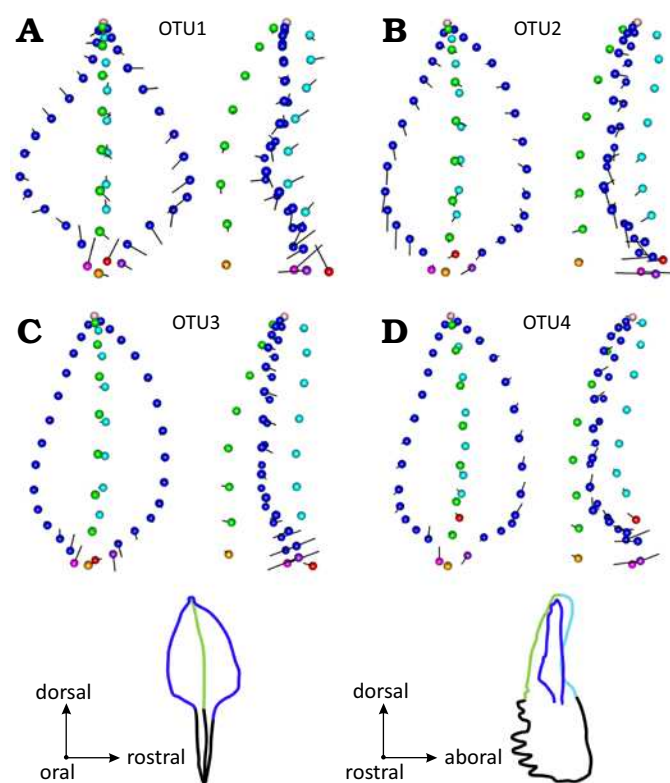 A OTU1
B OTU2
C OTU3
D OTU4
dorsal
rostral
oral
dorsal
aboral
rostral